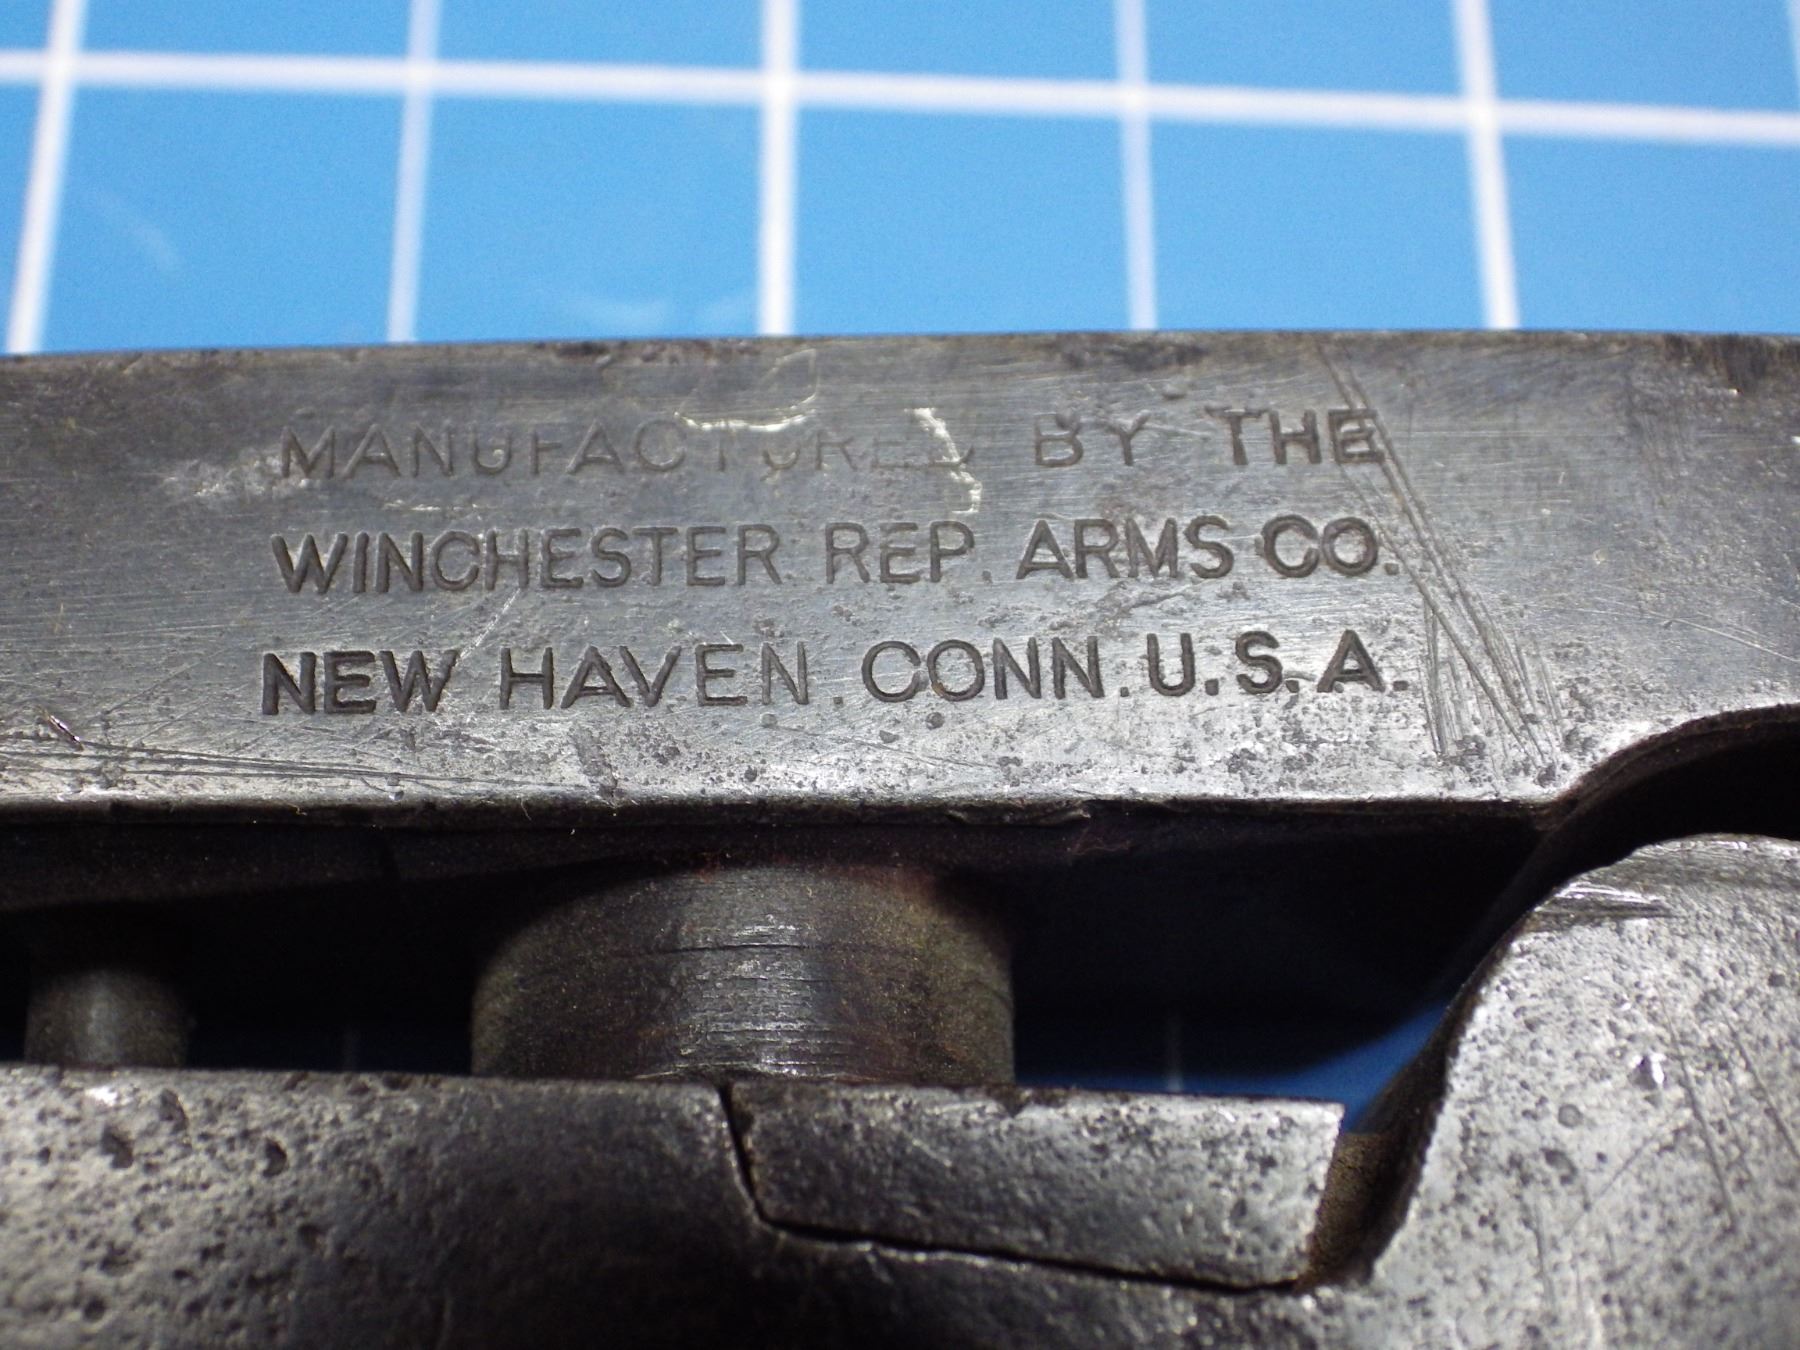 MANUFACTURED BY THE
WINCHESTER REP. ARMS CO.
NEW HAVEN. CONN. U.S.A.